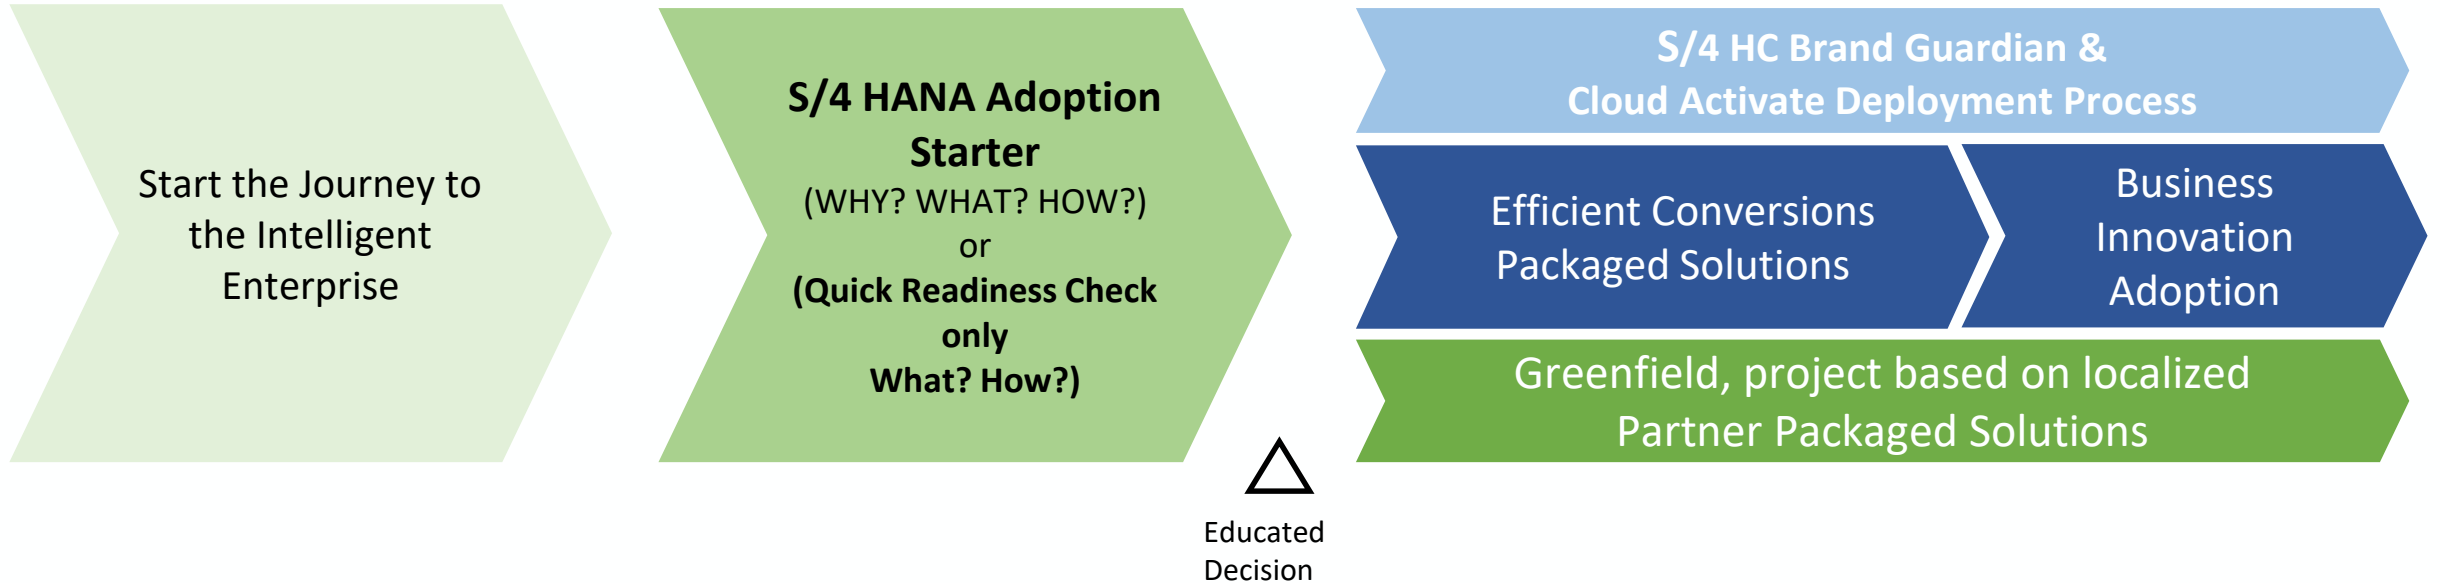 Start the Journey to
the Intelligent
Enterprise
S/4 HANA Adoption
Starter
(WHY? WHAT? HOW?)
or
(Quick Readiness Check
only
What? How?)
Educated
Decision
S/4 HC Brand Guardian &
Cloud Activate Deployment Process
Efficient Conversions
Packaged Solutions
Business
Innovation
Adoption
Greenfield, project based on localized
Partner Packaged Solutions